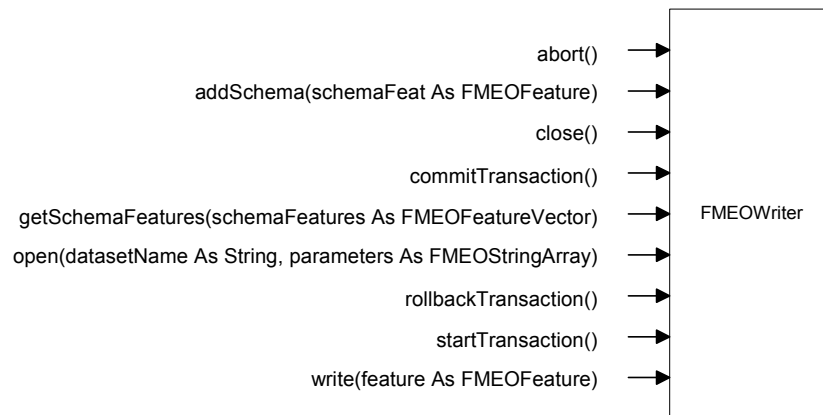 abort()
addSchema(schemaFeat As FMEOFeature)
close()
commitTransaction()
getSchemaFeatures(schemaFeatures As FMEOFeatureVector)
FMEOWriter
open(datasetName As String, parameters As FMEOStringArray)
rollbackTransaction()
startTransaction()
write(feature As FMEOFeature)